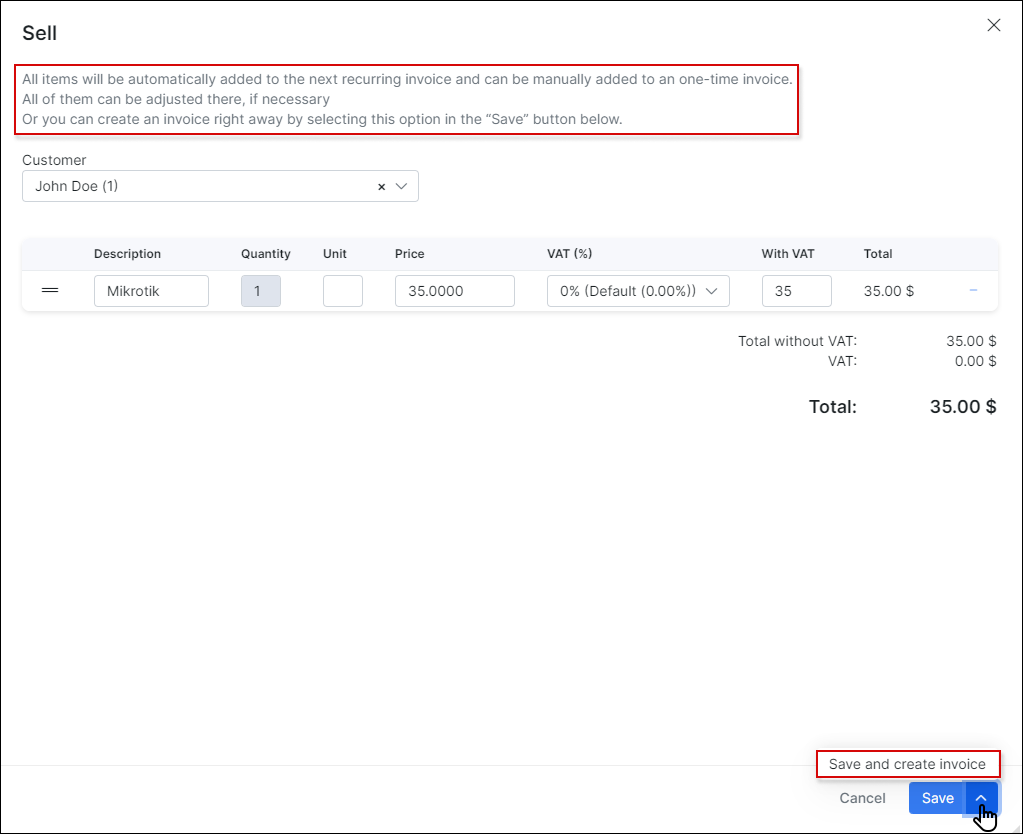 Sell
All items will be automatically added to the next recurring invoice and can be manually added to an one-time invoice.
All of them can be adjusted there, if necessary
Or you can create an invoice right away by selecting this option in the “Save” button below.
Customer
John Doe (1)
Description Quantity Unit Price VAT (%) With VAT Total
Mikrotik 1 35.0000 0% (Default (0.00%)) 35 35.00 $
Total without VAT: 35.00 $
VAT: 0.00 $
Total: 35.00 $
Save and create invoice
Cancel Save